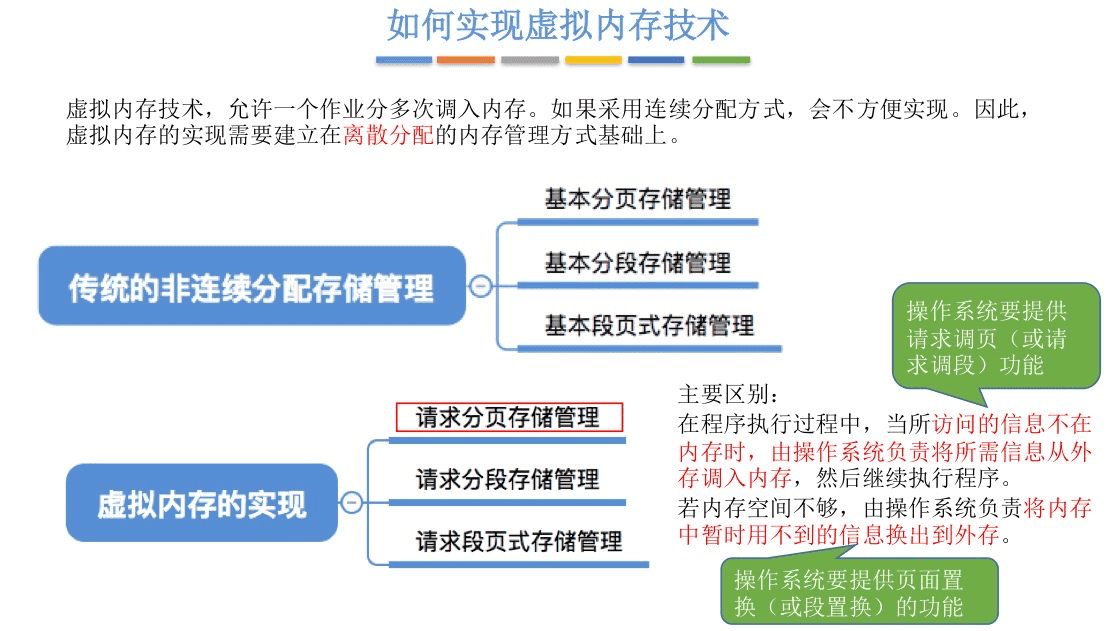 如何实现虚拟内存技术
虚拟内存技术，允许一个作业分多次调入内存。如果采用连续分配方式，会不方便实现。因此，
虚拟内存的实现需要建立在离散分配的内存管理方式基础上。
基本分页存储管理
传统的非连续分配存储管理
基本分段存储管理
基本段页式存储管理
操作系统要提供
请求调页（或请
求调段）功能
请求分页存储管理
虚拟内存的实现
请求分段存储管理
请求段页式存储管理
主要区别：
在程序执行过程中，当所访问的信息不在
内存时，由操作系统负责将所需信息从外
存调入内存，然后继续执行程序。
若内存空间不够，由操作系统负责将内存
中暂时用不到的信息换出到外存。
操作系统要提供页面置
换（或段置换）的功能